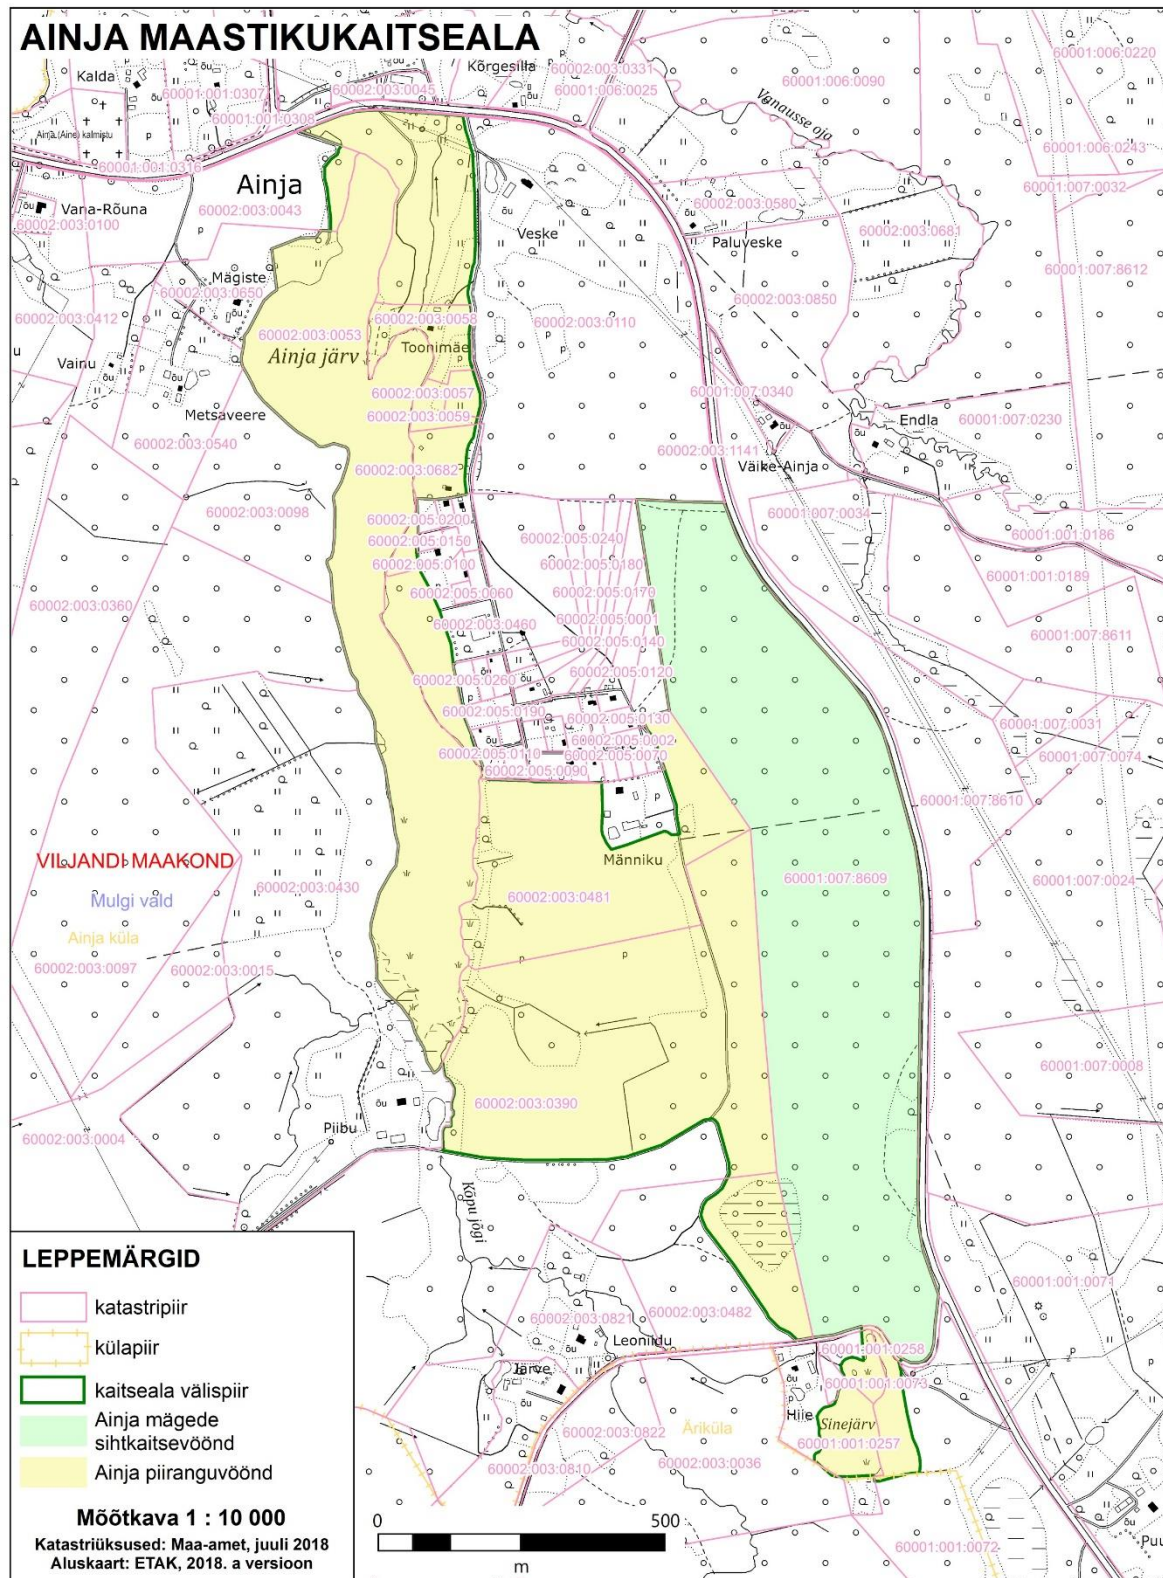 AINJA MAASTIKUKAITSEALA
60001:006:0220
Kõrgesilla
60002:003:0331
60001:006:0090
Kalda
60001:001:0307
60002:003:0045
60001:006:0025
Vanausse oja
60001:001:0308
Ainja (Aine) kalmistu
60001:006:0243
60001:001:0316
Ainja
60001:007:0032
Vana-Rõuna
60002:003:0043
60002:003:0580
60002:003:0100
Veske
60002:003:0681
Paluveske
60001:007:8612
Mägiste
60002:003:0650
60002:003:0850
60002:003:0412
60002:003:0058
60002:003:0110
60002:003:0053
Toonimäe
Ainja järv
Vainu
60002:003:0057
60001:007:0340
Metsaveere
60002:003:0059
Endla
60001:007:0230
60002:003:0540
60002:003:1141
Väike-Ainja
60002:003:0682
60002:003:0098
60001:007:0034
60002:005:0200
60001:001:0186
60002:005:0150
60002:005:0240
60002:005:0100
60002:005:0180
60001:001:0189
60002:005:0060
60002:005:0170
60002:003:0360
60002:003:0460
60002:005:0001
60001:007:8611
60002:005:0140
60002:005:0260
60002:005:0120
60002:005:0190
60002:005:0130
60001:007:0031
60002:005:0002
60002:005:0110
60002:005:0070
60001:007:0074
60002:005:0090
60001:007:8610
VILJANDI MAAKOND
Männiku
60002:003:0430
60001:007:8609
60001:007:0024
Mulgi vald
60002:003:0481
Ainja küla
60002:003:0097
60002:003:0015
60001:007:0008
60002:003:0390
Piibu
60002:003:0004
Kõpu jõgi
LEPPEMÄRGID
60001:001:0071
katastripiir
60002:003:0821
60002:003:0482
külapiir
Leoniidu
60001:001:0258
Järve
kaitseala välispiir
60001:001:0073
Ainja mägede
sihtkaitsevöönd
Hiie
Sinejärv
60002:003:0822
Äriküla
60001:001:0257
Ainja piiranguvöönd
60002:003:0810
60002:003:0036
Mõõtkava 1 : 10 000
Katastriüksused: Maa-amet, juuli 2018
Aluskaart: ETAK, 2018. a versioon
0
500
m
60001:001:0072
Puu